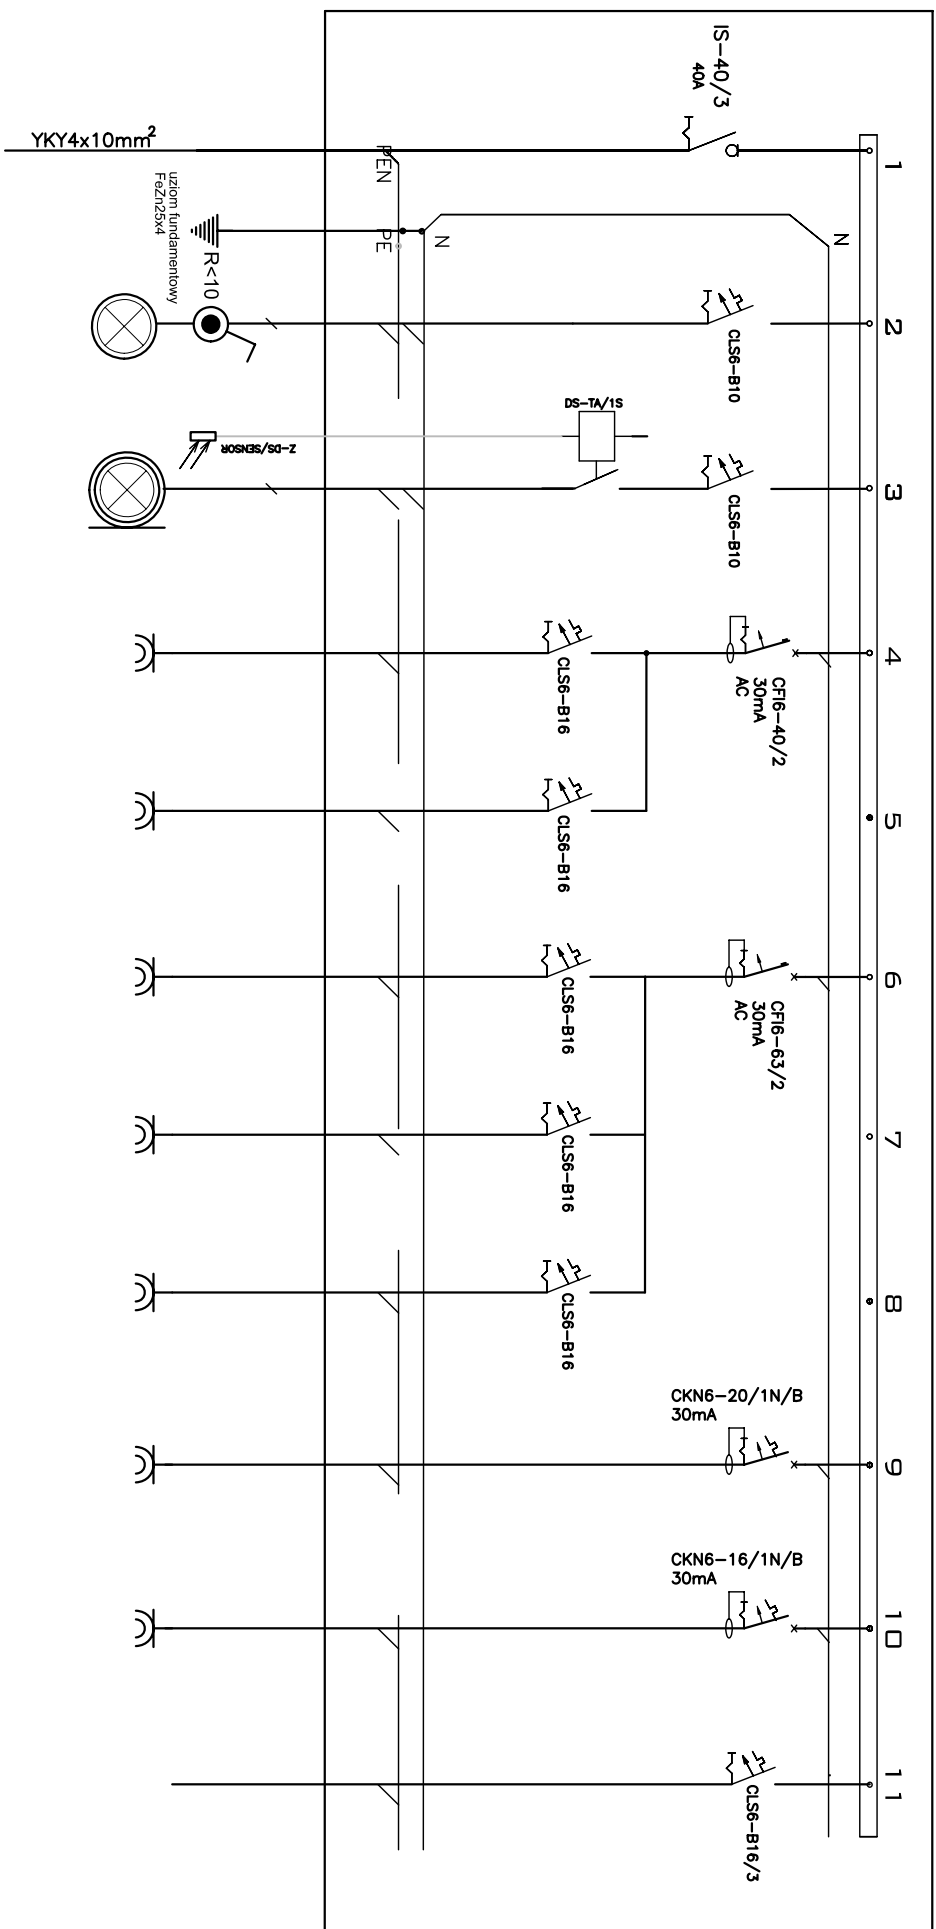 IS-40/3
40A
YKY4x10mm²
PEN
1
uziom fundamentowy
FeZn25x4
R<10
PE
N
N
2
CLS6-B10
DS-TA/1S
Z-DS/SENSOR
3
CLS6-B10
4
CFI6-40/2
30mA
AC
CLS6-B16
5
CLS6-B16
6
CFI6-63/2
30mA
AC
CLS6-B16
7
CLS6-B16
8
CLS6-B16
CKN6-20/1N/B
30mA
9
CKN6-16/1N/B
30mA
10
11
CLS6-B16/3